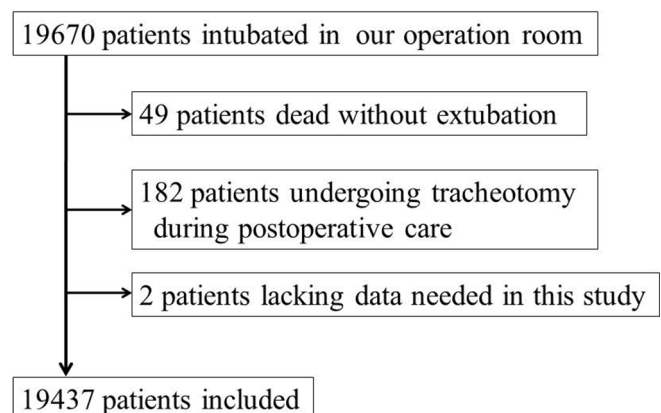 19670 patients intubated in our operation room
49 patients dead without extubation
182 patients undergoing tracheotomy
during postoperative care
2 patients lacking data needed in this study
19437 patients included